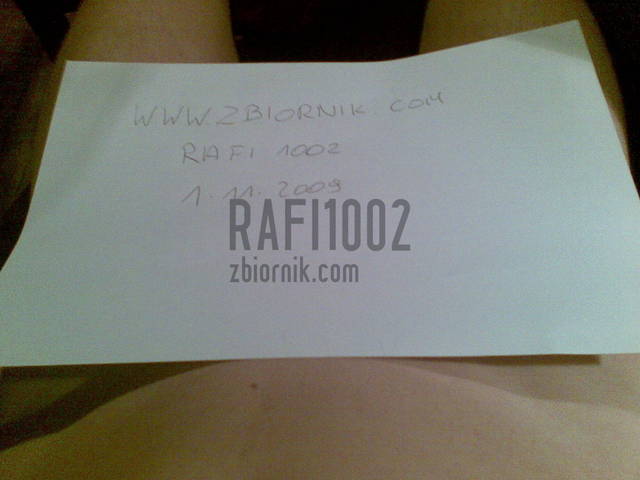 WWW.ZBIORNIK.COM
RAFI 1002
1.11.2009
RAFI1002
zbiornik.com